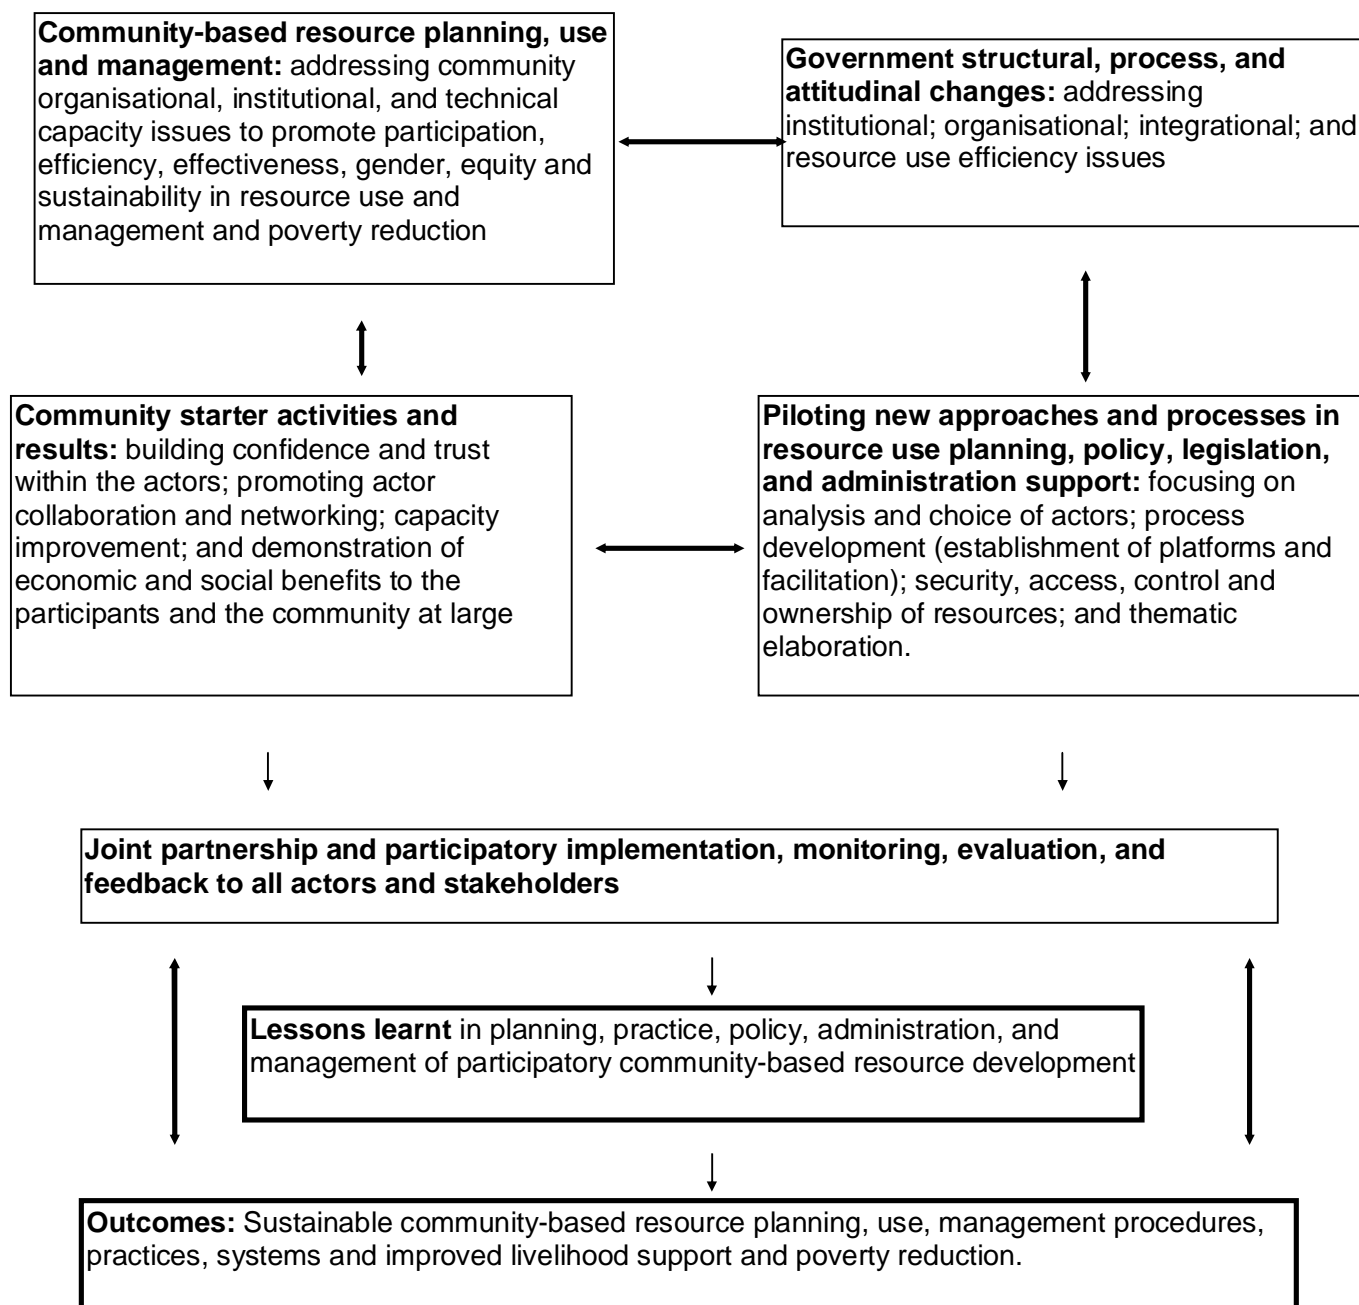 Community-based resource planning, use
and management: addressing community
organisational, institutional, and technical
capacity issues to promote participation,
efficiency, effectiveness, gender, equity and
sustainability in resource use and
management and poverty reduction
Government structural, process, and
attitudinal changes: addressing
institutional; organisational; integrational; and
resource use efficiency issues
Community starter activities and
results: building confidence and trust
within the actors; promoting actor
collaboration and networking; capacity
improvement; and demonstration of
economic and social benefits to the
participants and the community at large
Piloting new approaches and processes in
resource use planning, policy, legislation,
and administration support: focusing on
analysis and choice of actors; process
development (establishment of platforms and
facilitation); security, access, control and
ownership of resources; and thematic
elaboration.
Joint partnership and participatory implementation, monitoring, evaluation, and
feedback to all actors and stakeholders
Lessons learnt in planning, practice, policy, administration, and
management of participatory community-based resource development
Outcomes: Sustainable community-based resource planning, use, management procedures,
practices, systems and improved livelihood support and poverty reduction.